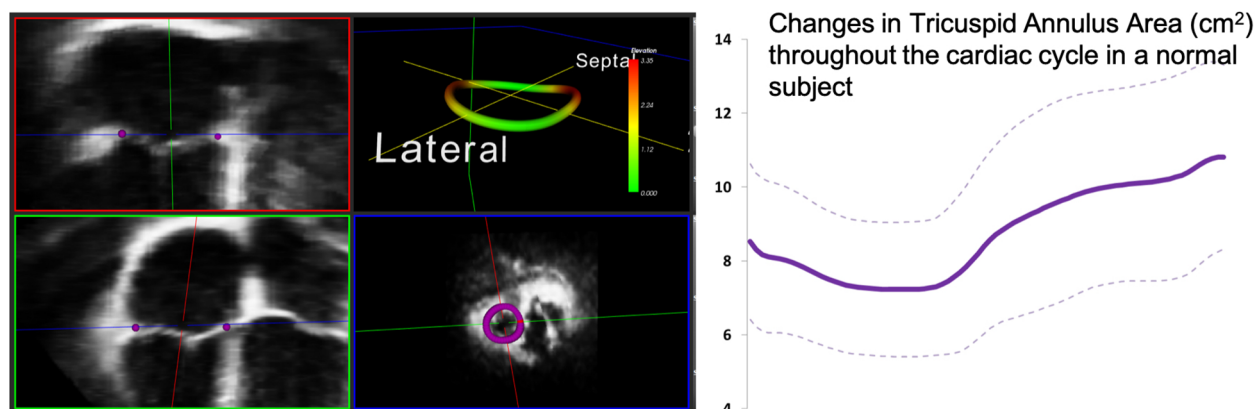 Elevation
3.35
Septal
2.24
1.12
0.000
Lateral
Changes in Tricuspid Annulus Area (cm²)
throughout the cardiac cycle in a normal
subject
14
12
10
8
6
4